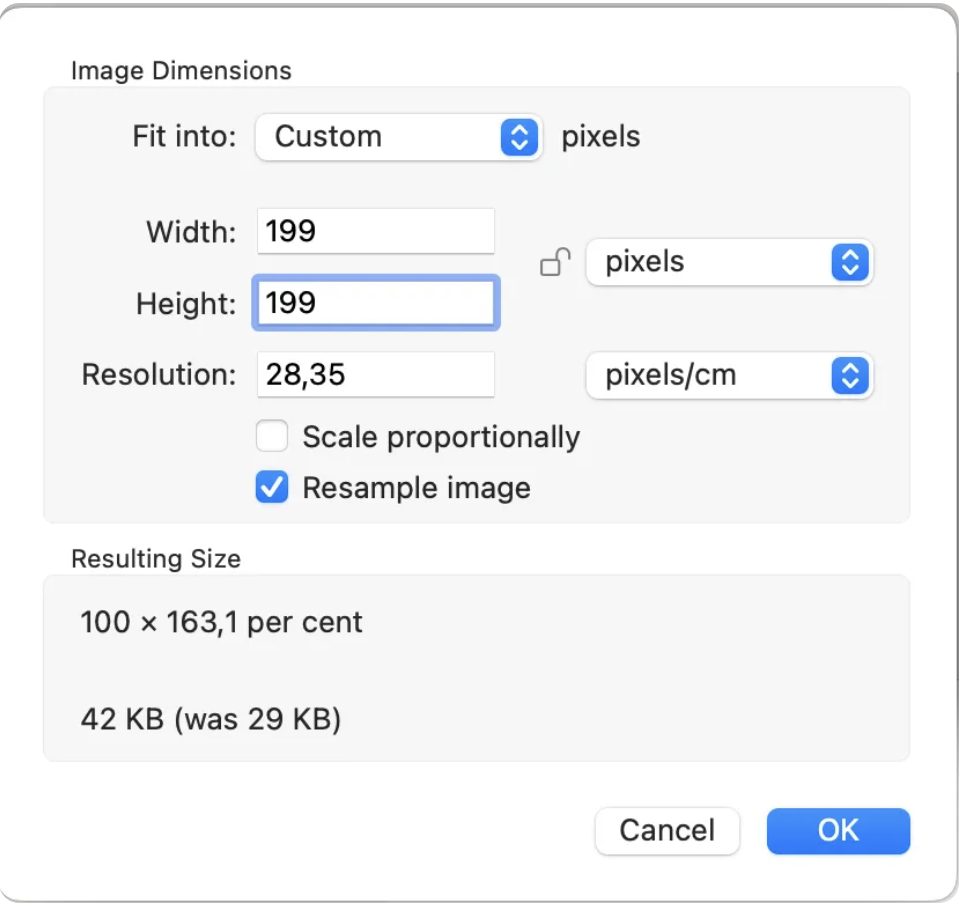 Image Dimensions
Fit into: Custom pixels
Width: 199
pixels
Height: 199
Resolution: 28,35 pixels/cm
Scale proportionally
Resample image
Resulting Size
100 × 163,1 per cent
42 KB (was 29 KB)
Cancel OK